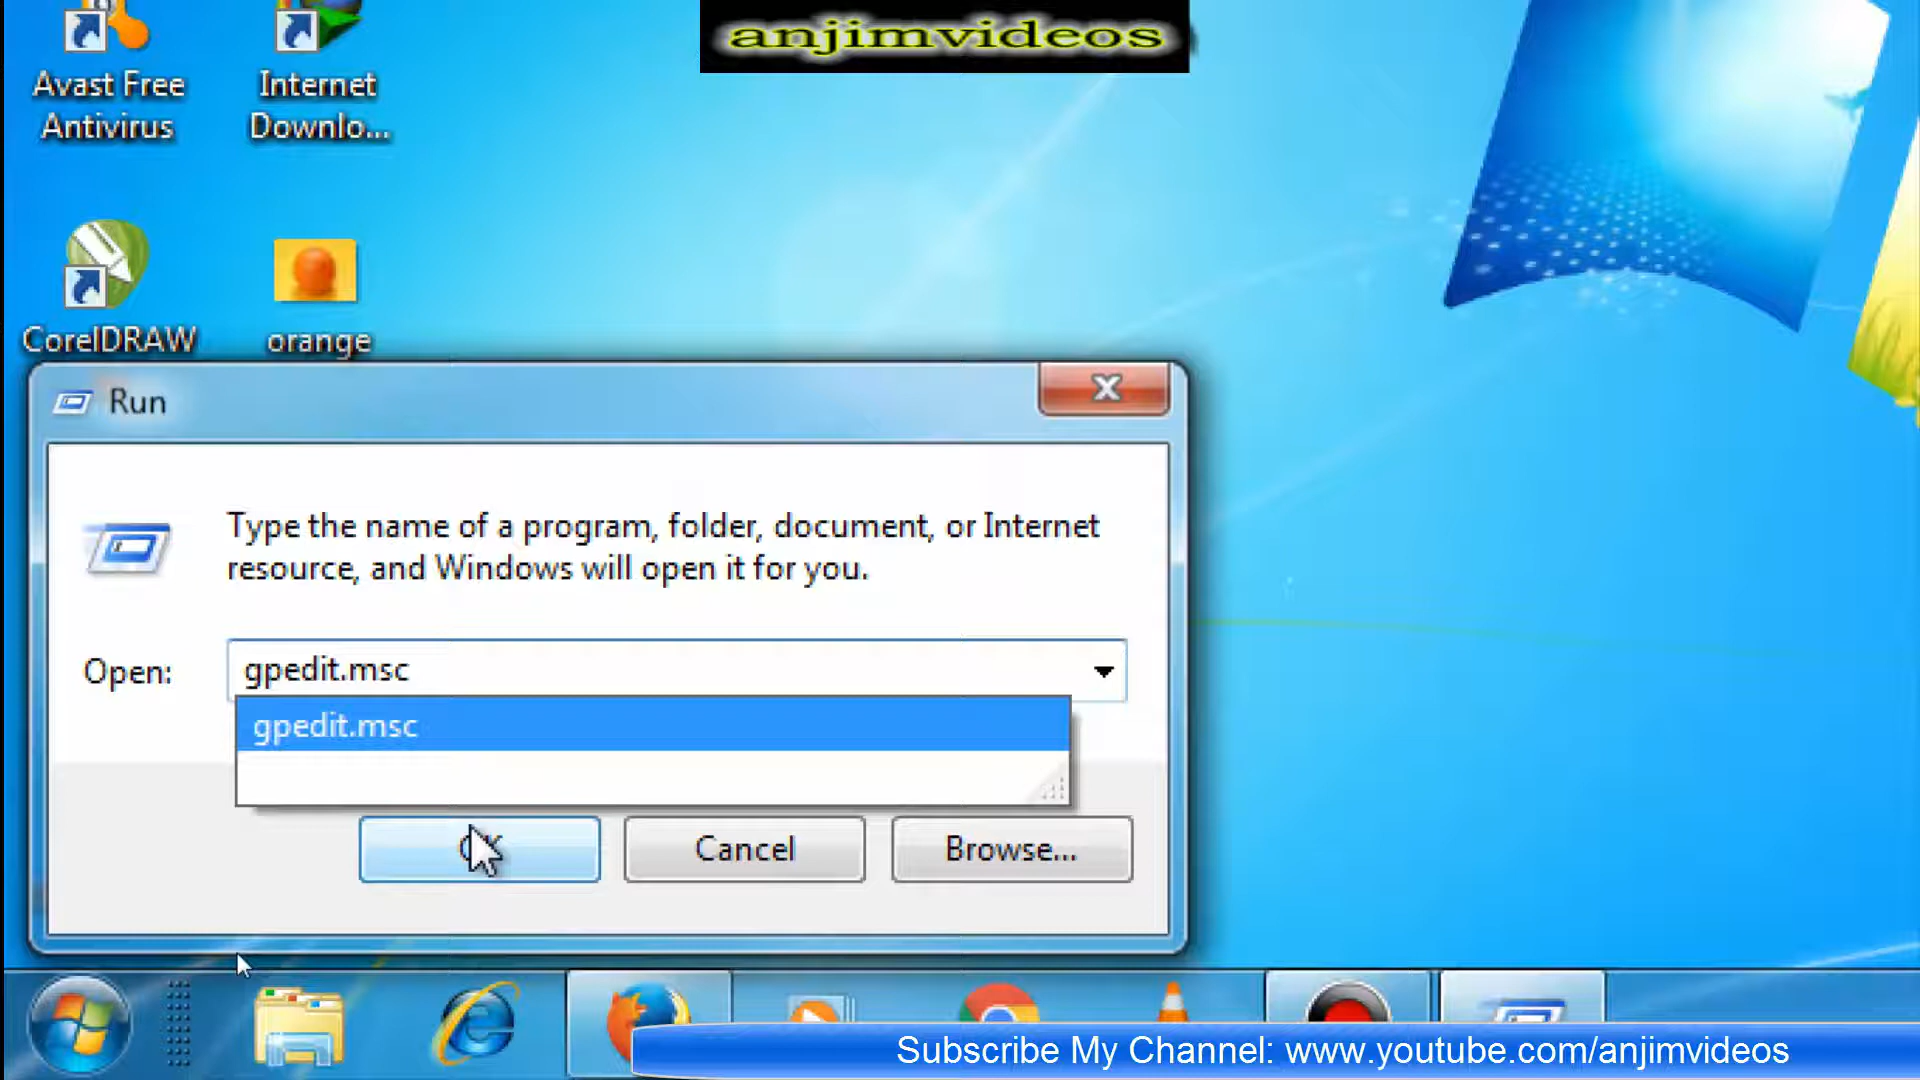 anjimvideos
Avast Free
Antivirus
Internet
Downlo...
CorelDRAW
orange
Run
Type the name of a program, folder, document, or Internet
resource, and Windows will open it for you.
Open:
gpedit.msc
gpedit.msc
Cancel
Browse...
Subscribe My Channel: www.youtube.com/anjimvideos